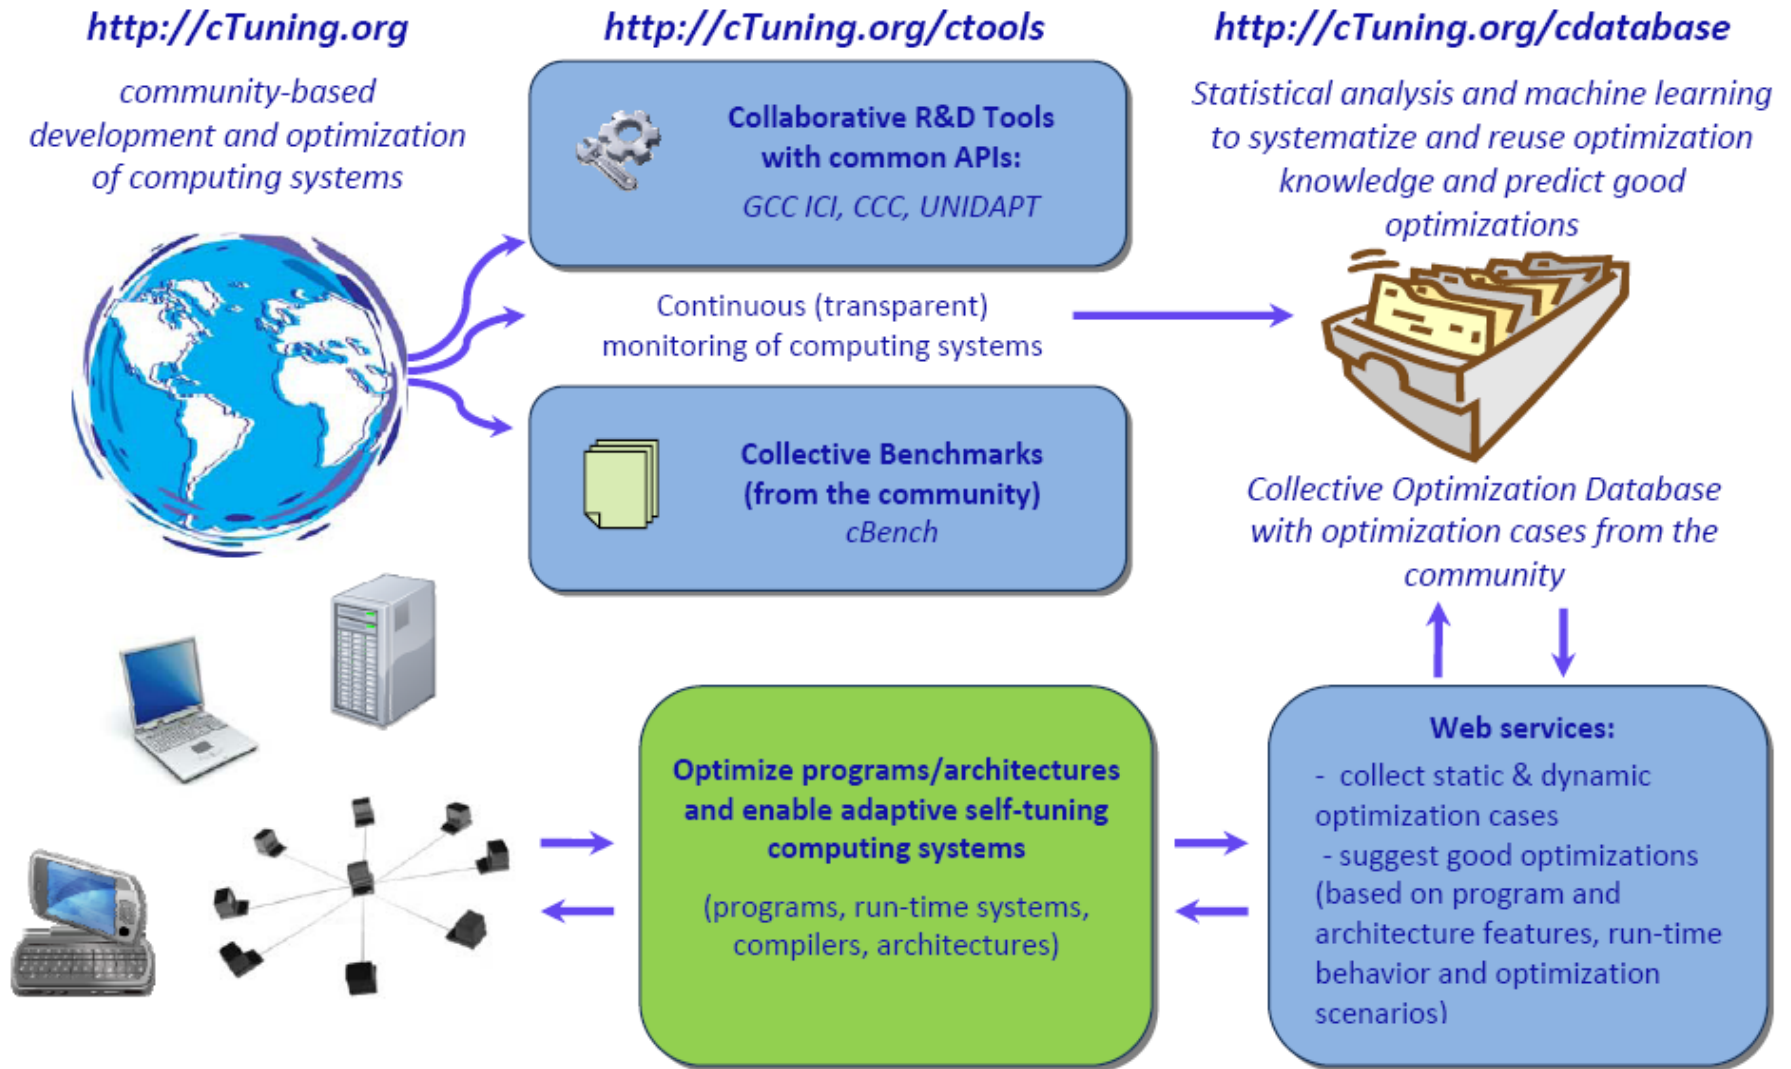 http://cTuning.org
community-based
development and optimization
of computing systems
http://cTuning.org/ctools
Collaborative R&D Tools
with common APIs:
GCC ICI, CCC, UNIDAPT
Continuous (transparent)
monitoring of computing systems
Collective Benchmarks
(from the community)
cBench
http://cTuning.org/cdatabase
Statistical analysis and machine learning
to systematize and reuse optimization
knowledge and predict good
optimizations
Collective Optimization Database
with optimization cases from the
community
Optimize programs/architectures
and enable adaptive self-tuning
computing systems
(programs, run-time systems,
compilers, architectures)
Web services:
- collect static & dynamic
optimization cases
- suggest good optimizations
(based on program and
architecture features, run-time
behavior and optimization
scenarios)